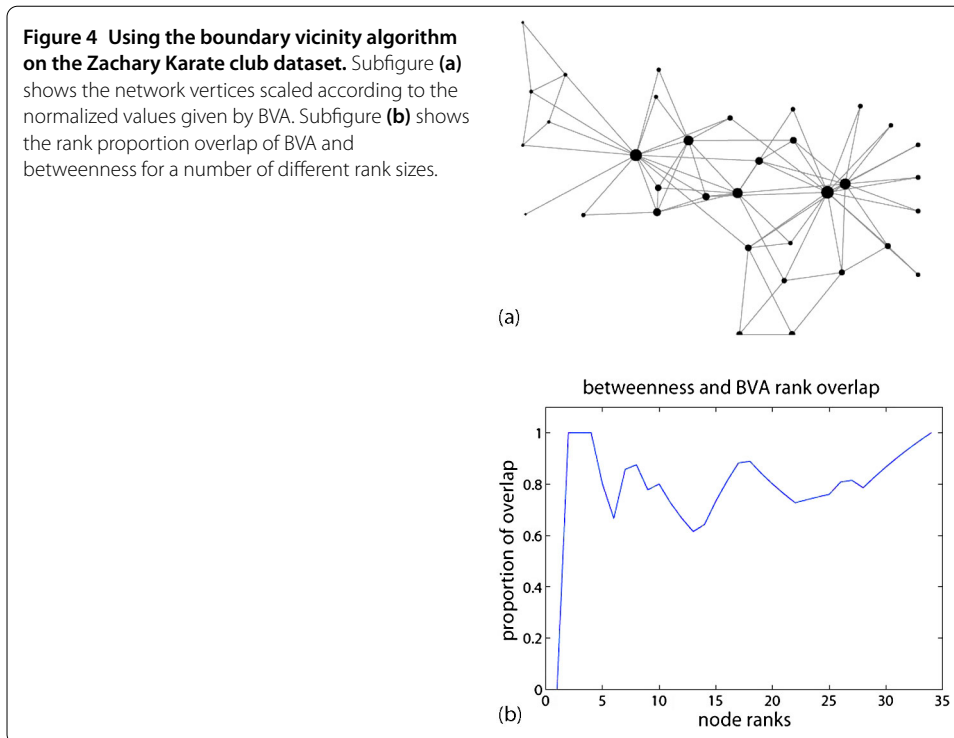 Figure 4 Using the boundary vicinity algorithm
on the Zachary Karate club dataset. Subfigure (a)
shows the network vertices scaled according to the
normalized values given by BVA. Subfigure (b) shows
the rank proportion overlap of BVA and
betweenness for a number of different rank sizes.
(a)
betweenness and BVA rank overlap
proportion of overlap
1
0.8
0.6
0.4
0.2
0
0 5 10 15 20 25 30 35
node ranks
(b)